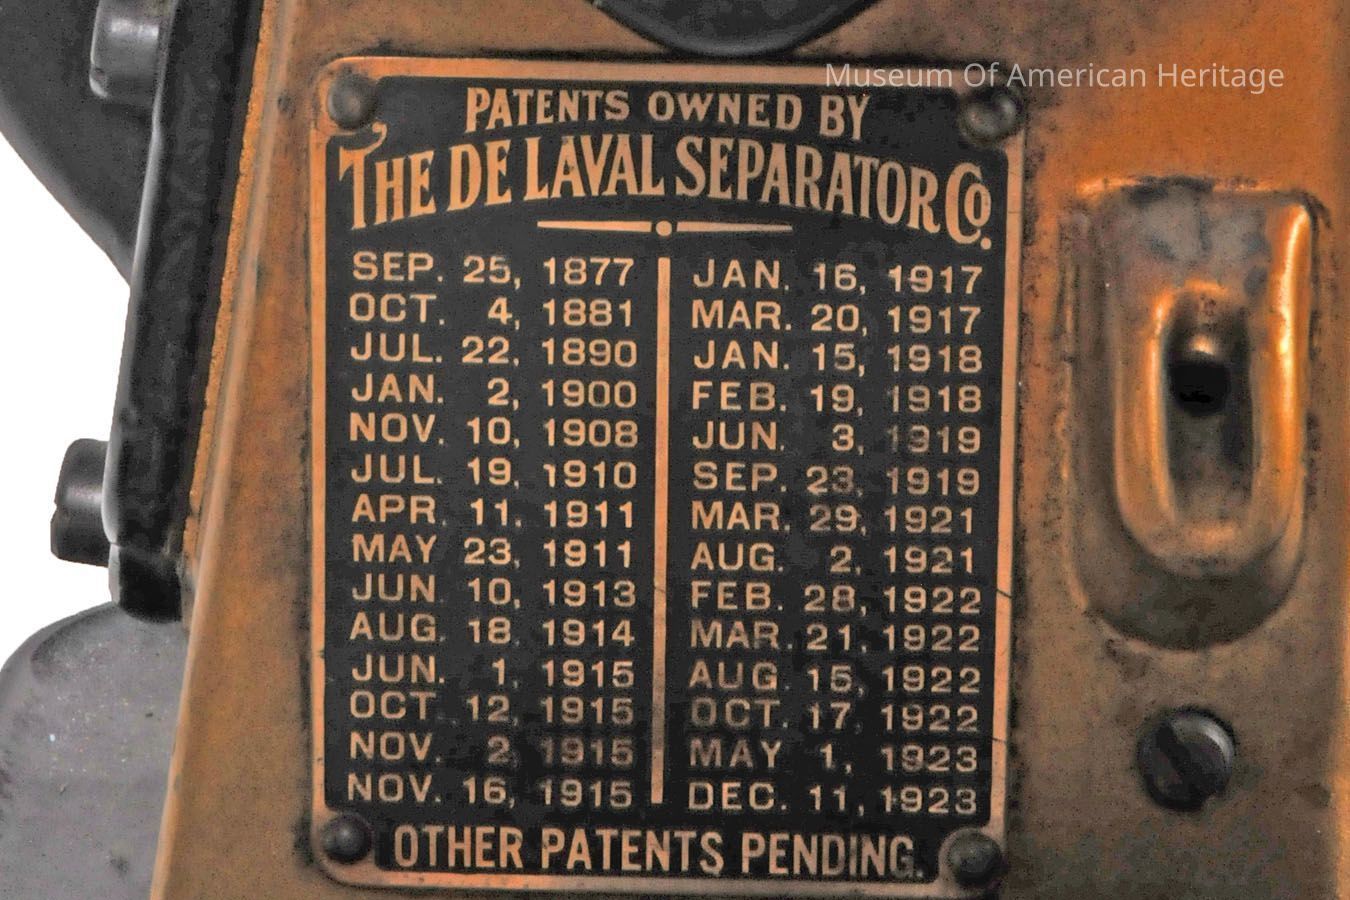 Museum Of American Heritage
PATENTS OWNED BY
THE DE LAVAL SEPARATOR CO.
SEP. 25, 1877
OCT. 4, 1881
JUL. 22, 1890
JAN. 2, 1900
NOV. 10, 1908
JUL. 19, 1910
APR. 11, 1911
MAY 23, 1911
JUN. 10, 1913
AUG. 18, 1914
JUN. 1, 1915
OCT. 12, 1915
NOV. 2, 1915
NOV. 16, 1915
JAN. 16, 1917
MAR. 20, 1917
JAN. 15, 1918
FEB. 19, 1918
JUN. 3, 1919
SEP. 23, 1919
MAR. 29, 1921
AUG. 2, 1921
FEB. 28, 1922
MAR. 21, 1922
AUG. 15, 1922
OCT. 17, 1922
MAY 1, 1923
DEC. 11, 1923
OTHER PATENTS PENDING.